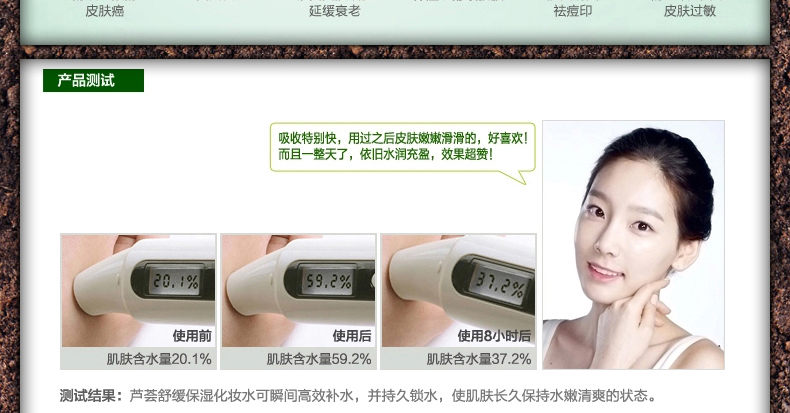 皮肤癌
延缓衰老
祛痘印
皮肤过敏
产品测试
吸收特别快，用过之后皮肤嫩嫩滑滑的，好喜欢！
而且一整天了，依旧水润充盈，效果超赞！
20.1%
59.2%
37.2%
使用前
使用后
使用8小时后
肌肤含水量20.1%
肌肤含水量59.2%
肌肤含水量37.2%
测试结果：芦荟舒缓保湿化妆水可瞬间高效补水，并持久锁水，使肌肤长久保持水嫩清爽的状态。